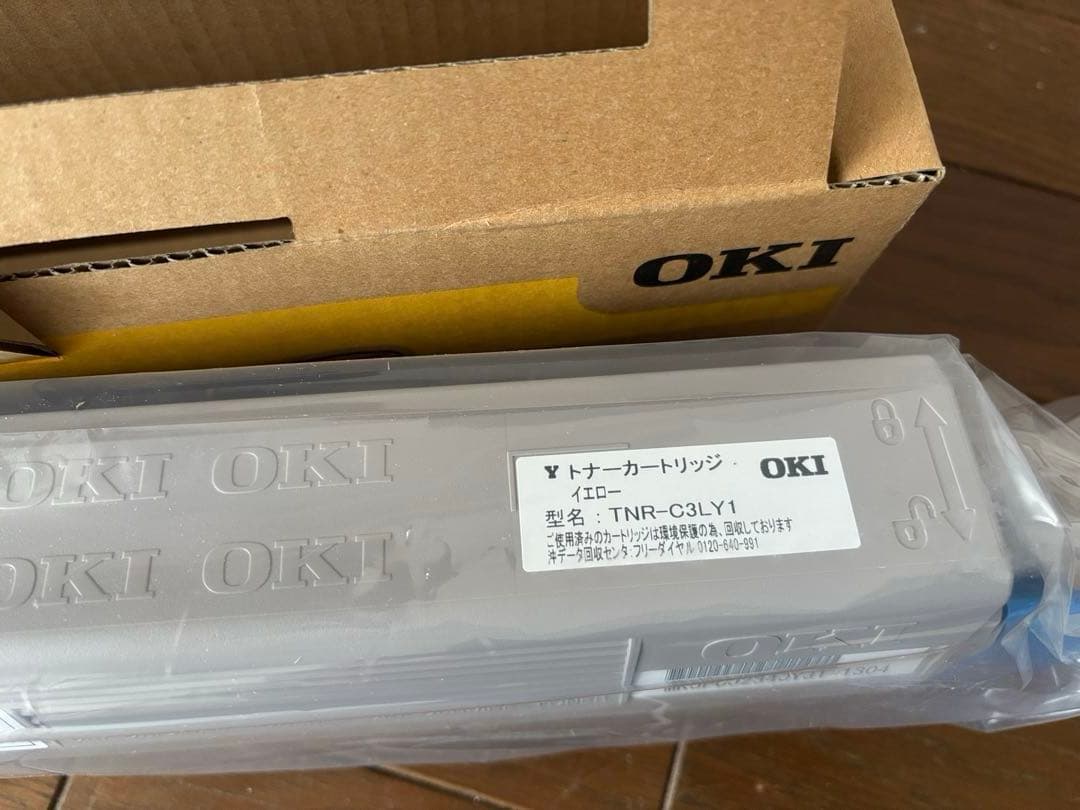 OKI
Y トナーカートリッジ OKI
イエロー
型名：TNR-C3LY1
ご使用済みのカートリッジは環境保護の為、回収しております
沖データ回収センタ:フリーダイヤル 0120-640-991
OKI OKI
OKI OKI
OKI